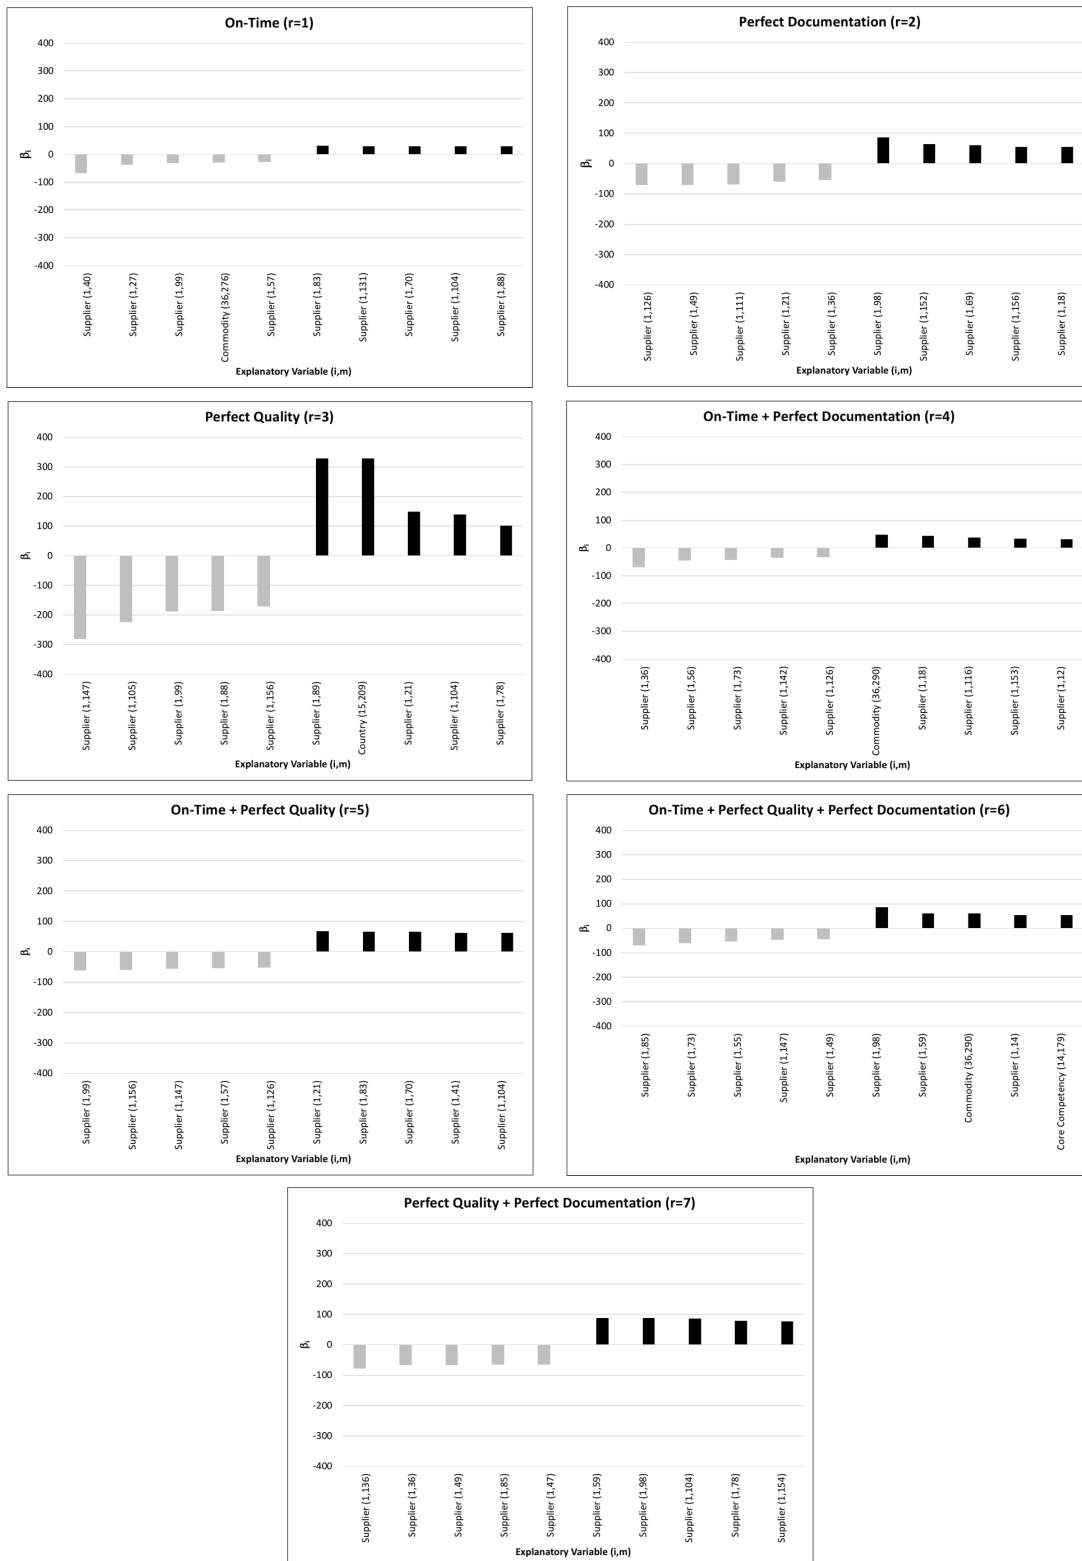 On-Time (r=1)
400
300
200
100
0
-100
-200
-300
-400
βi
Supplier (1,40)
Supplier (1,27)
Supplier (1,99)
Commodity (36,276)
Supplier (1,57)
Supplier (1,83)
Supplier (1,131)
Supplier (1,70)
Supplier (1,104)
Supplier (1,88)
Explanatory Variable (i,m)
Perfect Documentation (r=2)
400
300
200
100
0
-100
-200
-300
-400
βi
Supplier (1,126)
Supplier (1,49)
Supplier (1,111)
Supplier (1,21)
Supplier (1,36)
Supplier (1,98)
Supplier (1,152)
Supplier (1,69)
Supplier (1,156)
Supplier (1,18)
Explanatory Variable (i,m)
Perfect Quality (r=3)
400
300
200
100
0
-100
-200
-300
-400
βi
Supplier (1,147)
Supplier (1,105)
Supplier (1,99)
Supplier (1,88)
Supplier (1,156)
Supplier (1,89)
Country (15,209)
Supplier (1,21)
Supplier (1,104)
Supplier (1,78)
Explanatory Variable (i,m)
On-Time + Perfect Documentation (r=4)
400
300
200
100
0
-100
-200
-300
-400
βi
Supplier (1,36)
Supplier (1,56)
Supplier (1,73)
Supplier (1,142)
Supplier (1,126)
Commodity (36,290)
Supplier (1,18)
Supplier (1,116)
Supplier (1,153)
Supplier (1,12)
Explanatory Variable (i,m)
On-Time + Perfect Quality (r=5)
400
300
200
100
0
-100
-200
-300
-400
βi
Supplier (1,99)
Supplier (1,156)
Supplier (1,147)
Supplier (1,57)
Supplier (1,126)
Supplier (1,21)
Supplier (1,83)
Supplier (1,70)
Supplier (1,41)
Supplier (1,104)
Explanatory Variable (i,m)
On-Time + Perfect Quality + Perfect Documentation (r=6)
400
300
200
100
0
-100
-200
-300
-400
βi
Supplier (1,85)
Supplier (1,73)
Supplier (1,55)
Supplier (1,147)
Supplier (1,49)
Supplier (1,98)
Supplier (1,59)
Commodity (36,290)
Supplier (1,14)
Core Competency (14,179)
Explanatory Variable (i,m)
Perfect Quality + Perfect Documentation (r=7)
400
300
200
100
0
-100
-200
-300
-400
βi
Supplier (1,136)
Supplier (1,36)
Supplier (1,49)
Supplier (1,85)
Supplier (1,47)
Supplier (1,59)
Supplier (1,98)
Supplier (1,104)
Supplier (1,78)
Supplier (1,154)
Explanatory Variable (i,m)